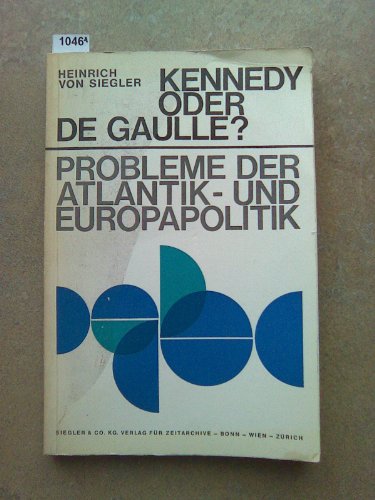 1046A
HEINRICH
VON SIEGLER
KENNEDY
ODER
DE GAULLE?
PROBLEME DER
ATLANTIK- UND
EUROPAPOLITIK
SIEGLER & CO. KG. VERLAG FÜR ZEITARCHIVE – BONN – WIEN – ZÜRICH